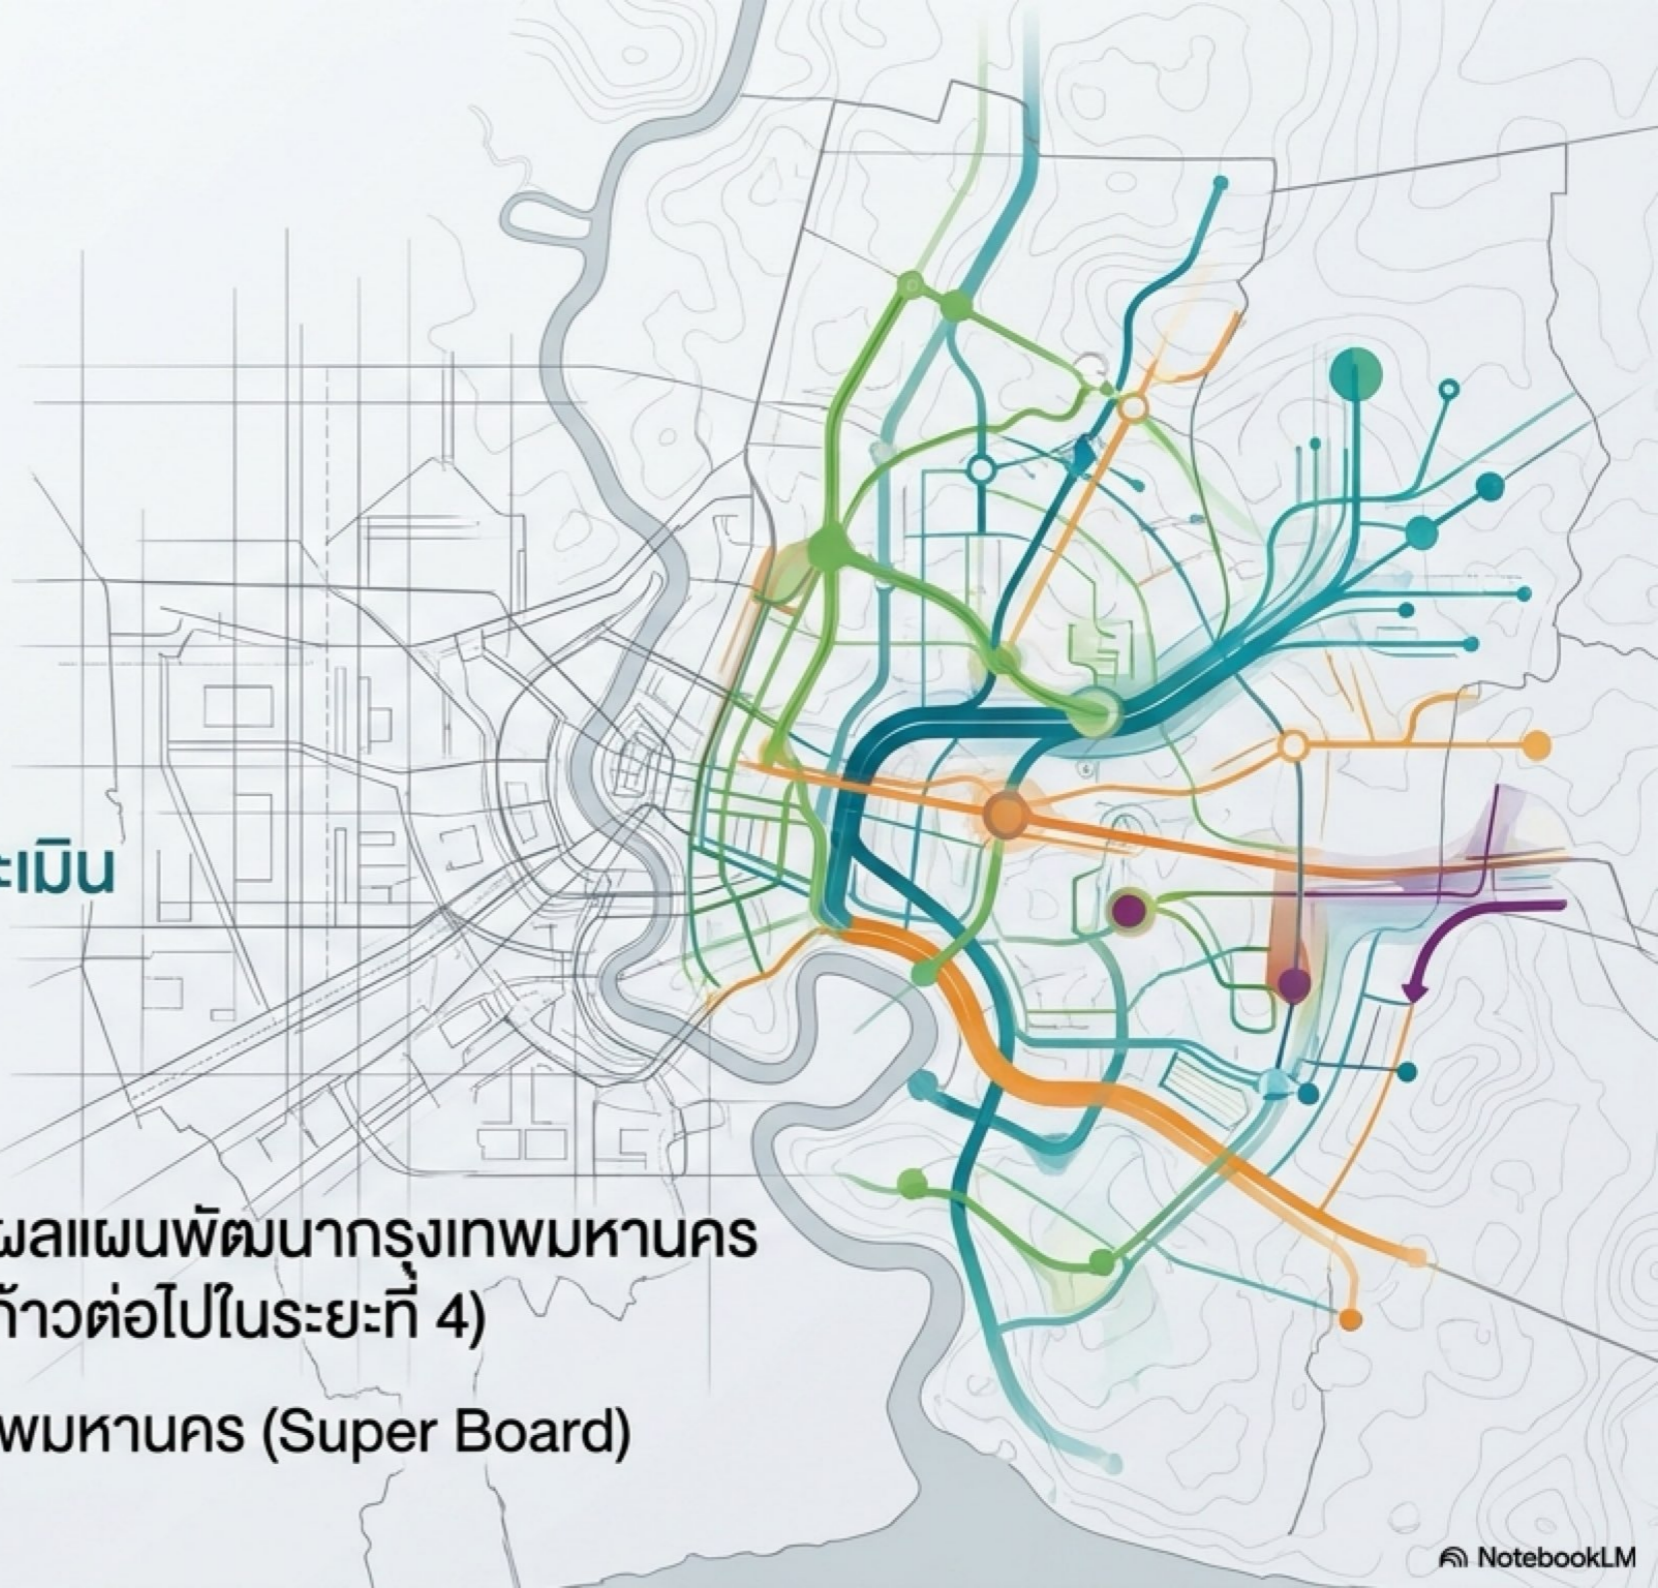 ะเมิน
ผลแผนพัฒนากรุงเทพมหานคร
ก้าวต่อไปในระยะที่ 4)
พมหานคร (Super Board)
NotebookLM